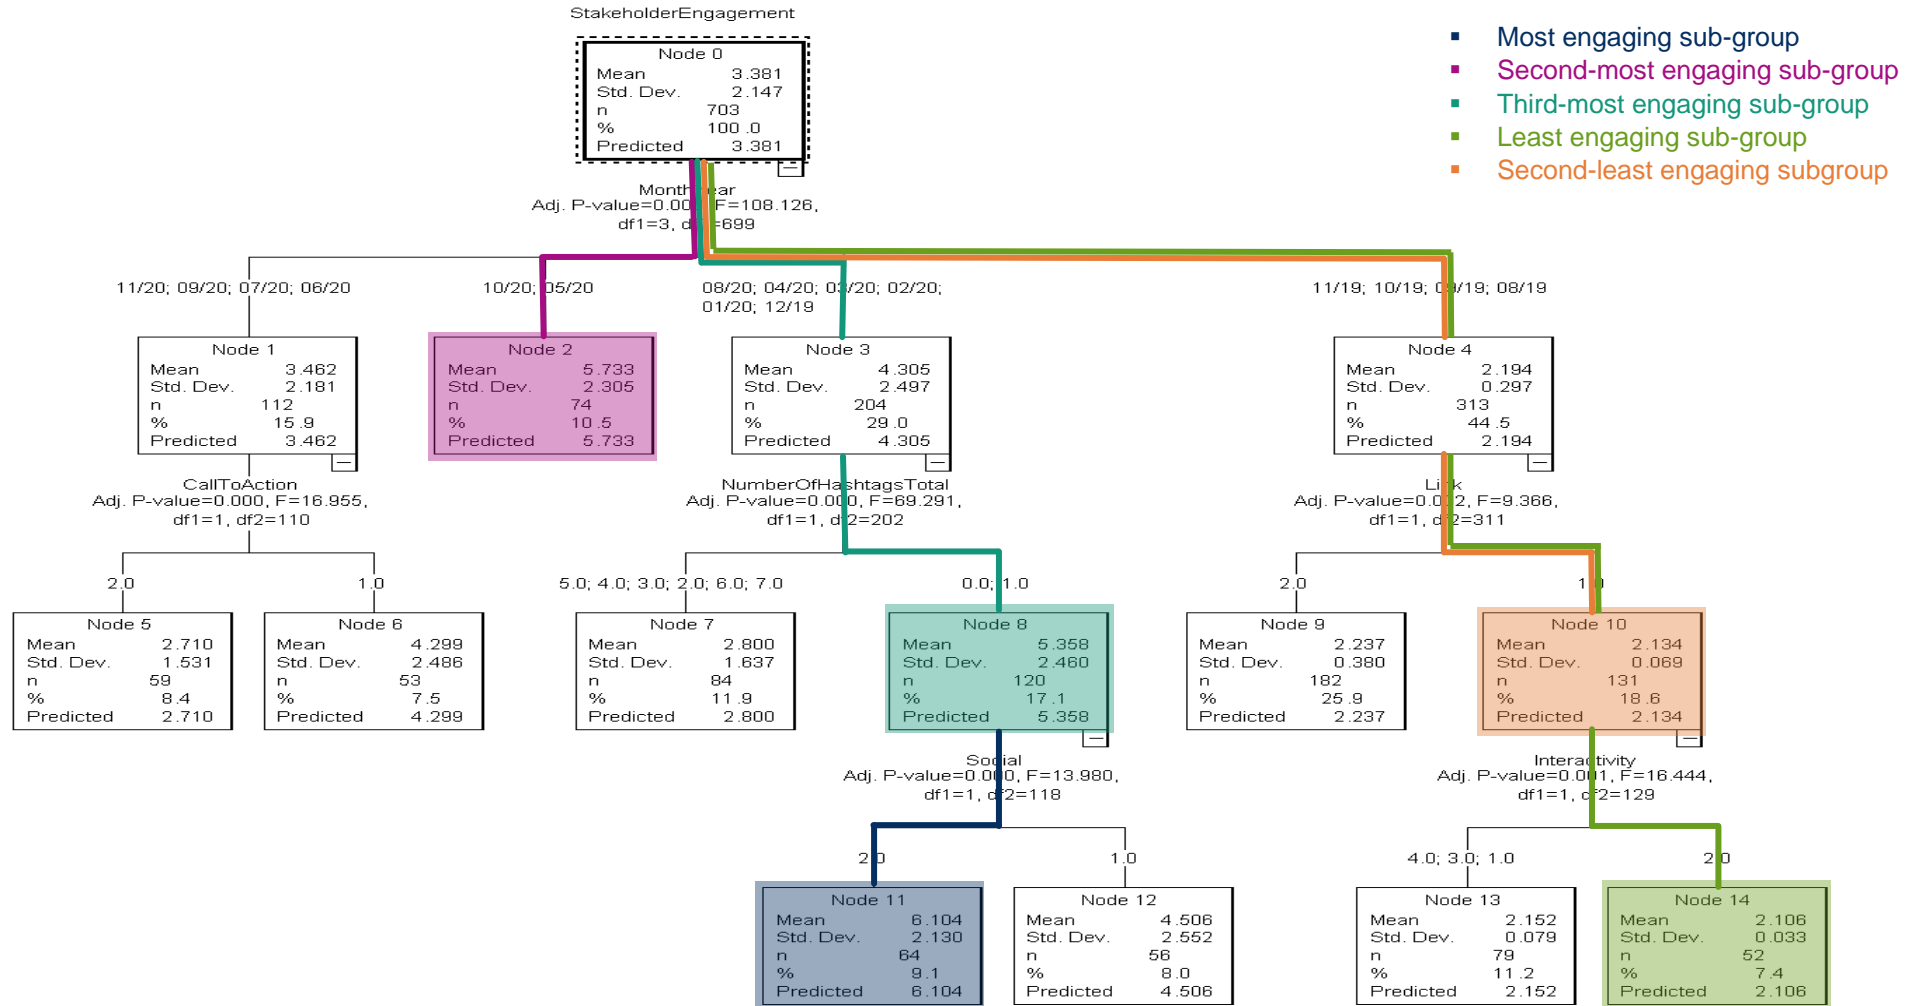 StakeholderEngagement
Most engaging sub-group
Second-most engaging sub-group
Third-most engaging sub-group
Least engaging sub-group
Second-least engaging subgroup
Node 0
Mean 3.381
Std. Dev. 2.147
n 703
% 100.0
Predicted 3.381
Adj. P-value=0.00 F=108.126,
df1=3, 699
11/20; 09/20; 07/20; 06/20
10/20; 05/20
08/20; 04/20; 03/20; 02/20;
01/20; 12/19
11/19; 10/19; 09/19; 08/19
Node 1
Mean 3.462
Std. Dev. 2.181
n 112
% 15.9
Predicted 3.462
Node 2
Mean 5.733
Std. Dev. 2.305
n 74
% 10.5
Predicted 5.733
Node 3
Mean 4.305
Std. Dev. 2.497
n 204
% 29.0
Predicted 4.305
Node 4
Mean 2.194
Std. Dev. 0.297
n 313
% 44.5
Predicted 2.194
CallToAction
Adj. P-value=0.000, F=16.955,
df1=1, df2=110
NumberOfHashtagsTotal
Adj. P-value=0.000, F=69.291,
df1=1, df2=202
Link
Adj. P-value=0.002, F=9.366,
df1=1, df2=311
2.0
1.0
5.0; 4.0; 3.0; 2.0; 6.0; 7.0
0.0; 1.0
2.0
1.0
Node 5
Mean 2.710
Std. Dev. 1.531
n 59
% 8.4
Predicted 2.710
Node 6
Mean 4.299
Std. Dev. 2.486
n 53
% 7.5
Predicted 4.299
Node 7
Mean 2.800
Std. Dev. 1.637
n 84
% 11.9
Predicted 2.800
Node 8
Mean 5.358
Std. Dev. 2.460
n 120
% 17.1
Predicted 5.358
Node 9
Mean 2.237
Std. Dev. 0.380
n 182
% 25.9
Predicted 2.237
Node 10
Mean 2.134
Std. Dev. 0.069
n 131
% 18.6
Predicted 2.134
Social
Adj. P-value=0.000, F=13.980,
df1=1, df2=118
Interactivity
Adj. P-value=0.001, F=16.444,
df1=1, df2=129
2.0
1.0
4.0; 3.0; 1.0
2.0
Node 11
Mean 6.104
Std. Dev. 2.130
n 64
% 9.1
Predicted 6.104
Node 12
Mean 4.506
Std. Dev. 2.552
n 56
% 8.0
Predicted 4.506
Node 13
Mean 2.152
Std. Dev. 0.079
n 79
% 11.2
Predicted 2.152
Node 14
Mean 2.106
Std. Dev. 0.033
n 52
% 7.4
Predicted 2.106